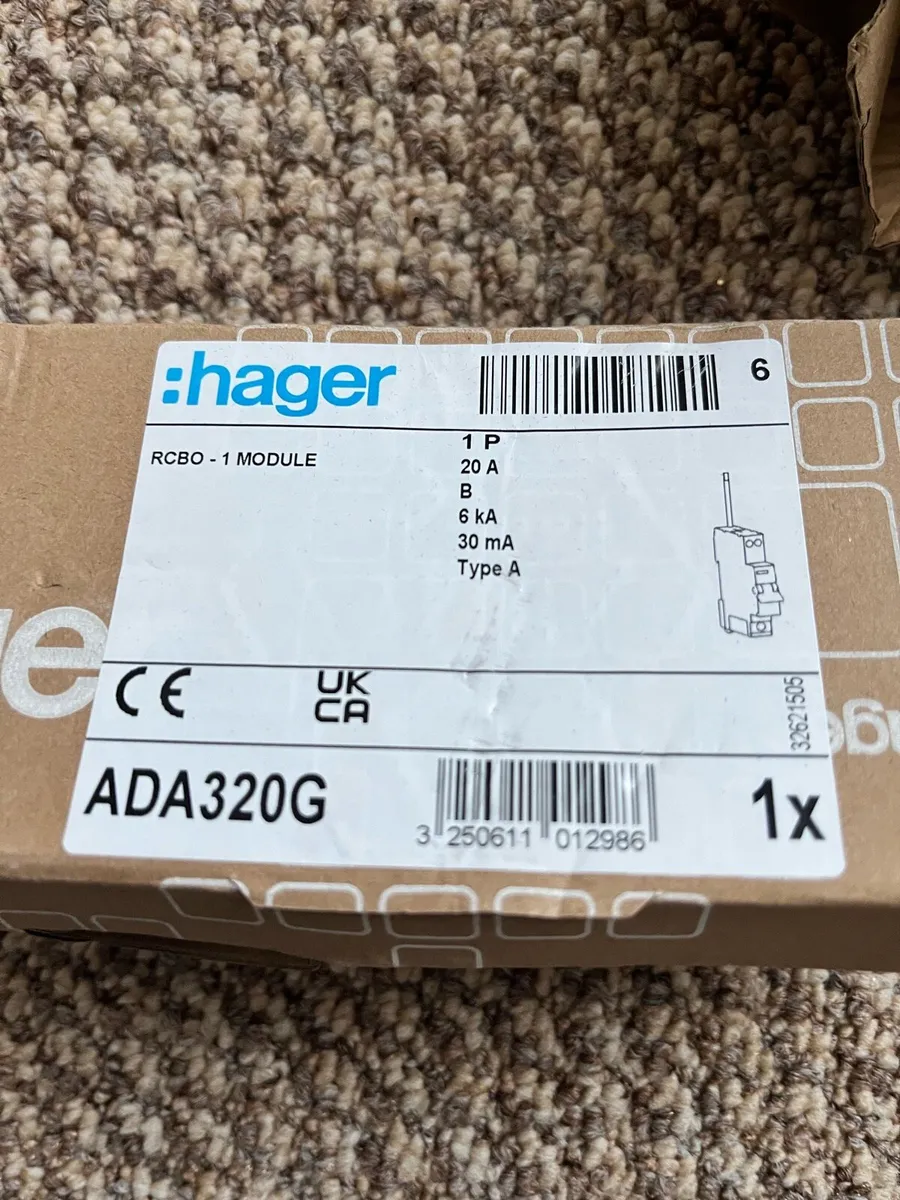 :hager
6
RCBO - 1 MODULE
1 P
20 A
B
6 kA
30 mA
Type A
CE
UK
CA
32621505
ADA320G
3 250611 012986
1x